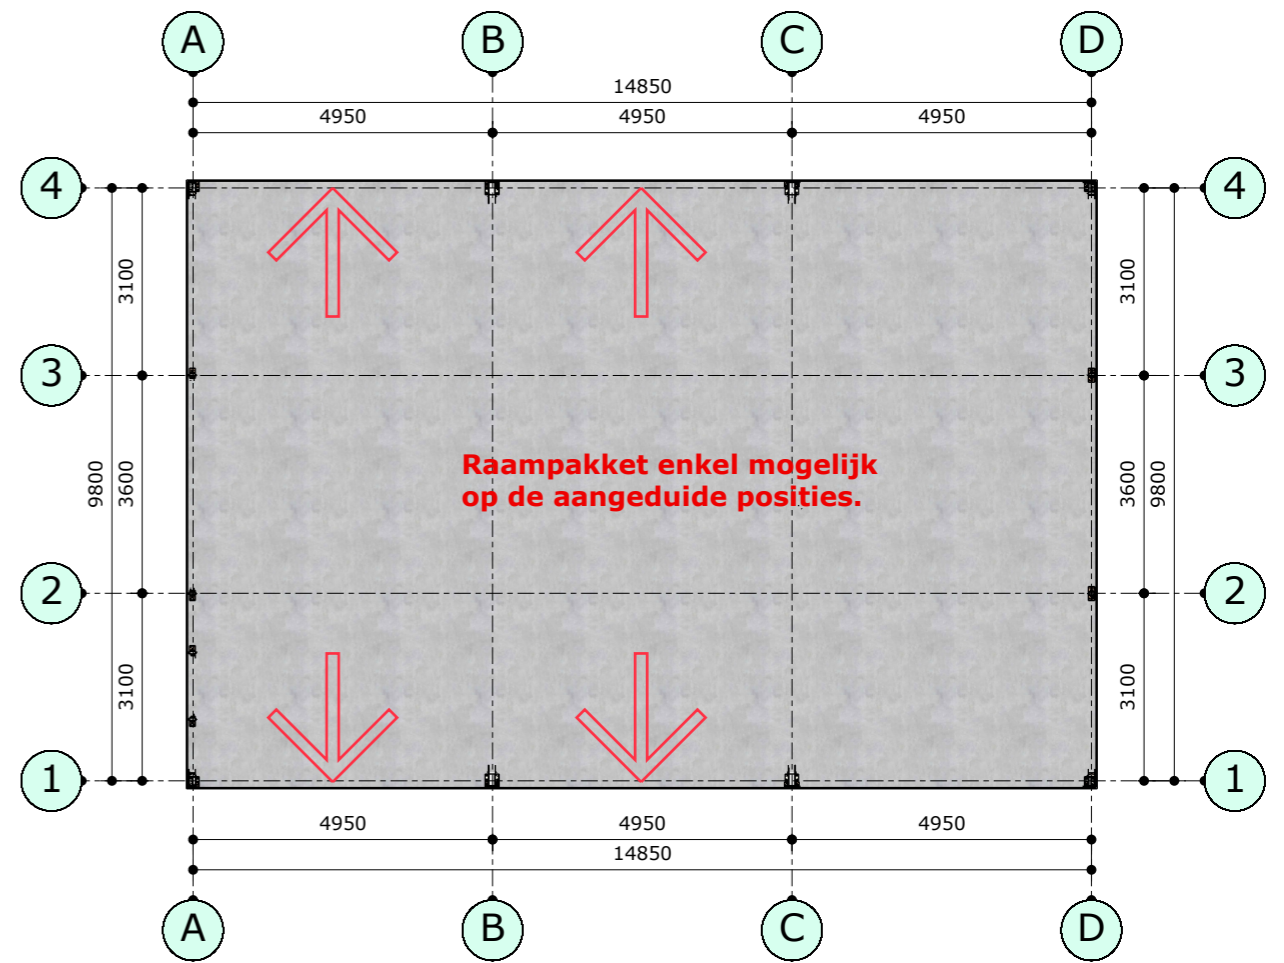 A B C D
14850
4950 4950 4950
4 4
3100 3100
3 3
Raampakket enkel mogelijk
op de aangeduide posities.
9800 3600 3600 9800
2 2
3100 3100
1 1
4950 4950 4950
14850
A B C D